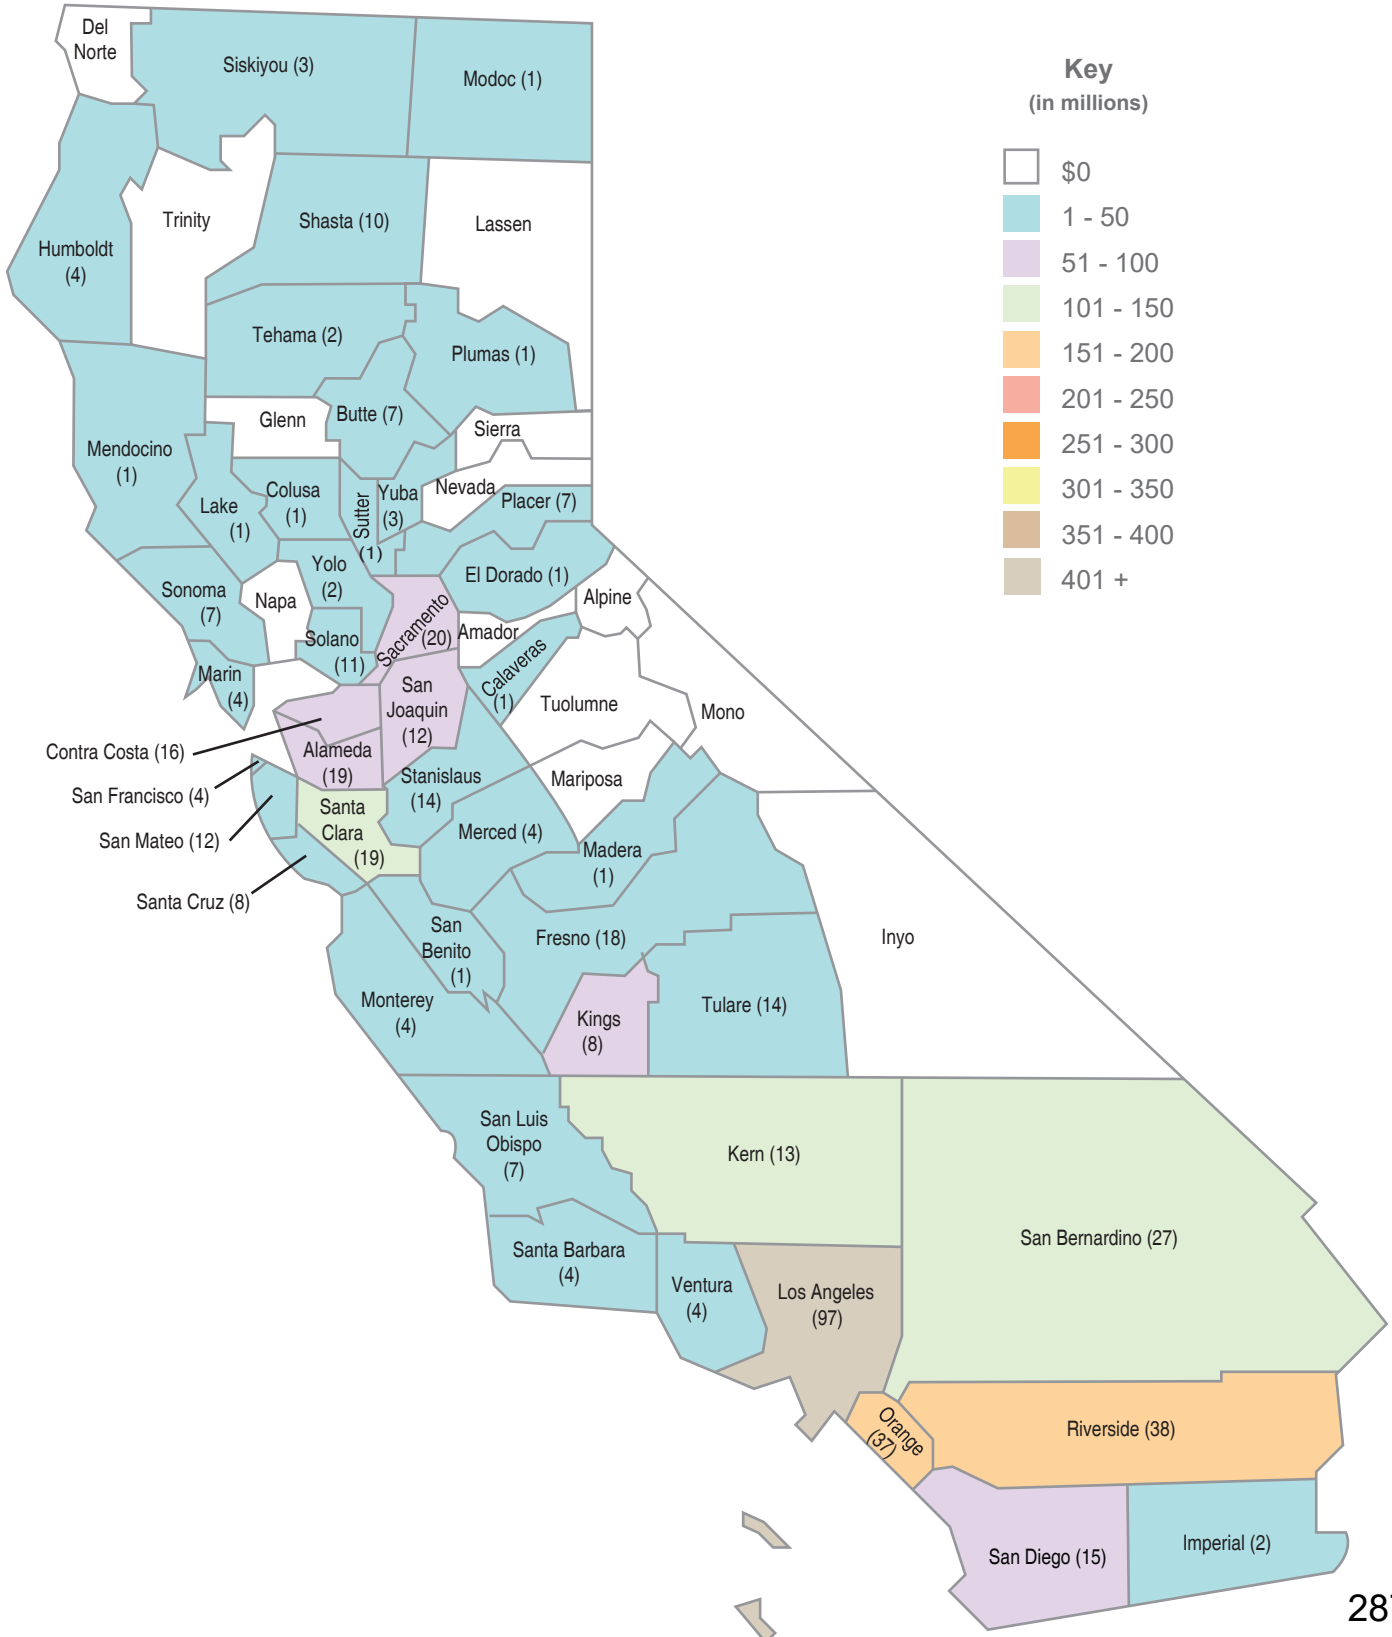 Del
Norte
Siskiyou (3)
Modoc (1)
Key
(in millions)
$0
1 - 50
51 - 100
101 - 150
151 - 200
201 - 250
251 - 300
301 - 350
351 - 400
401 +
Humboldt
(4)
Trinity
Shasta (10)
Lassen
Tehama (2)
Plumas (1)
Glenn
Butte (7)
Sierra
Mendocino
(1)
Lake
(1)
Colusa
(1)
Sutter
(1)
Yuba
(3)
Nevada
Placer (7)
Yolo
(2)
El Dorado (1)
Sonoma
(7)
Napa
Alpine
Solano
(11)
Sacramento
(20)
Amador
Marin
(4)
Calaveras
(1)
San
Joaquin
(12)
Tuolumne
Mono
Contra Costa (16)
Alameda
(19)
San Francisco (4)
Stanislaus
(14)
Mariposa
San Mateo (12)
Santa
Clara
(19)
Merced (4)
Madera
(1)
Santa Cruz (8)
San
Benito
(1)
Fresno (18)
Inyo
Monterey
(4)
Kings
(8)
Tulare (14)
San Luis
Obispo
(7)
Kern (13)
San Bernardino (27)
Santa Barbara
(4)
Ventura
(4)
Los Angeles
(97)
Orange
(37)
Riverside (38)
San Diego (15)
Imperial (2)